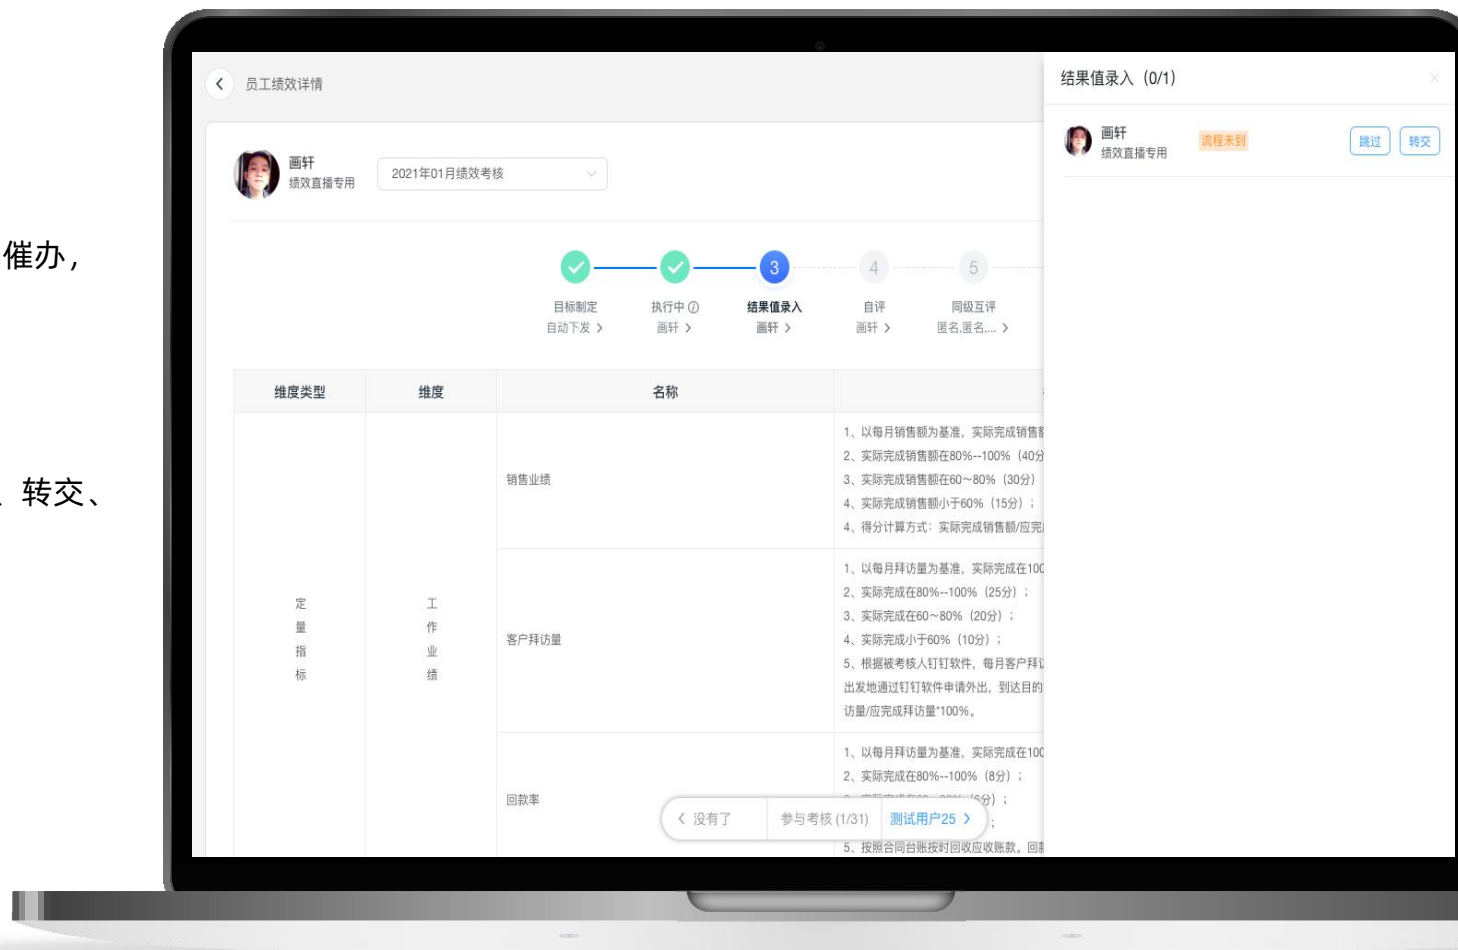 催办，
、转交、
员工绩效详情
画轩
绩效直播专用
2021年01月绩效考核
3
4
5
目标制定
执行中
结果值录入
自评
同级互评
自动下发 >
画轩 >
画轩 >
画轩 >
匿名,匿名,... >
维度类型
维度
名称
定
量
指
标
工
作
业
绩
销售业绩
1、以每月销售额为基准，实际完成销售
2、实际完成销售额在80%--100%（40分
3、实际完成销售额在60～80%（30分）
4、实际完成销售额小于60%（15分）；
4、得分计算方式：实际完成销售额/应完
客户拜访量
1、以每月拜访量为基准，实际完成在100
2、实际完成在80%--100%（25分）；
3、实际完成在60～80%（20分）；
4、实际完成小于60%（10分）；
5、根据被考核人钉钉软件，每月客户拜
出发地通过钉钉软件申请外出，到达目的
访量/应完成拜访量*100%。
回款率
1、以每月拜访量为基准，实际完成在100
2、实际完成在80%--100%（8分）；
5、按照合同台账按时回收应收账款。回
< 没有了
参与考核 (1/31)
测试用户25 >
结果值录入（0/1）
画轩
绩效直播专用
流程未到
跳过
转交